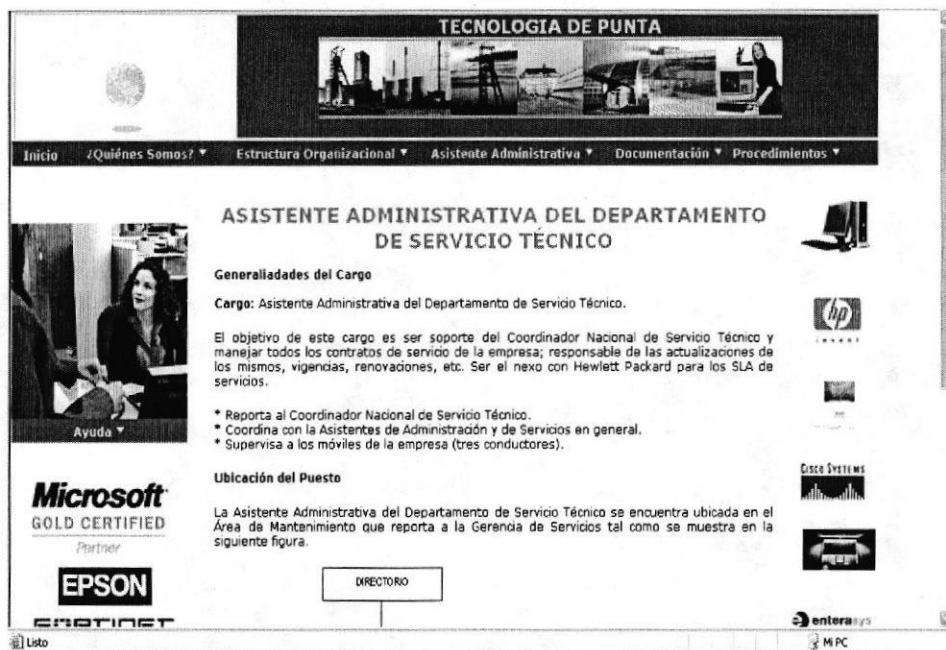 TECNOLOGIA DE PUNTA
Inicio ¿Quiénes Somos? ▼ Estructura Organizacional ▼ Asistente Administrativa ▼ Documentación ▼ Procedimientos ▼
ASISTENTE ADMINISTRATIVA DEL DEPARTAMENTO
DE SERVICIO TÉCNICO
Generaliadades del Cargo
Cargo: Asistente Administrativa del Departamento de Servicio Técnico.
El objetivo de este cargo es ser soporte del Coordinador Nacional de Servicio Técnico y
manejar todos los contratos de servicio de la empresa; responsable de las actualizaciones de
los mismos, vigencias, renovaciones, etc. Ser el nexo con Hewlett Packard para los SLA de
servicios.
* Reporta al Coordinador Nacional de Servicio Técnico.
* Coordina con la Asistentes de Administración y de Servicios en general.
* Supervisa a los móviles de la empresa (tres conductores).
Ubicación del Puesto
La Asistente Administrativa del Departamento de Servicio Técnico se encuentra ubicada en el
Área de Mantenimiento que reporta a la Gerencia de Servicios tal como se muestra en la
siguiente figura.
DIRECTORIO
Ayuda ▼
Microsoft
GOLD CERTIFIED
Partner
EPSON
FORTINET
hp
invent
CISCO SYSTEMS
enterasys
Listo
Mi PC